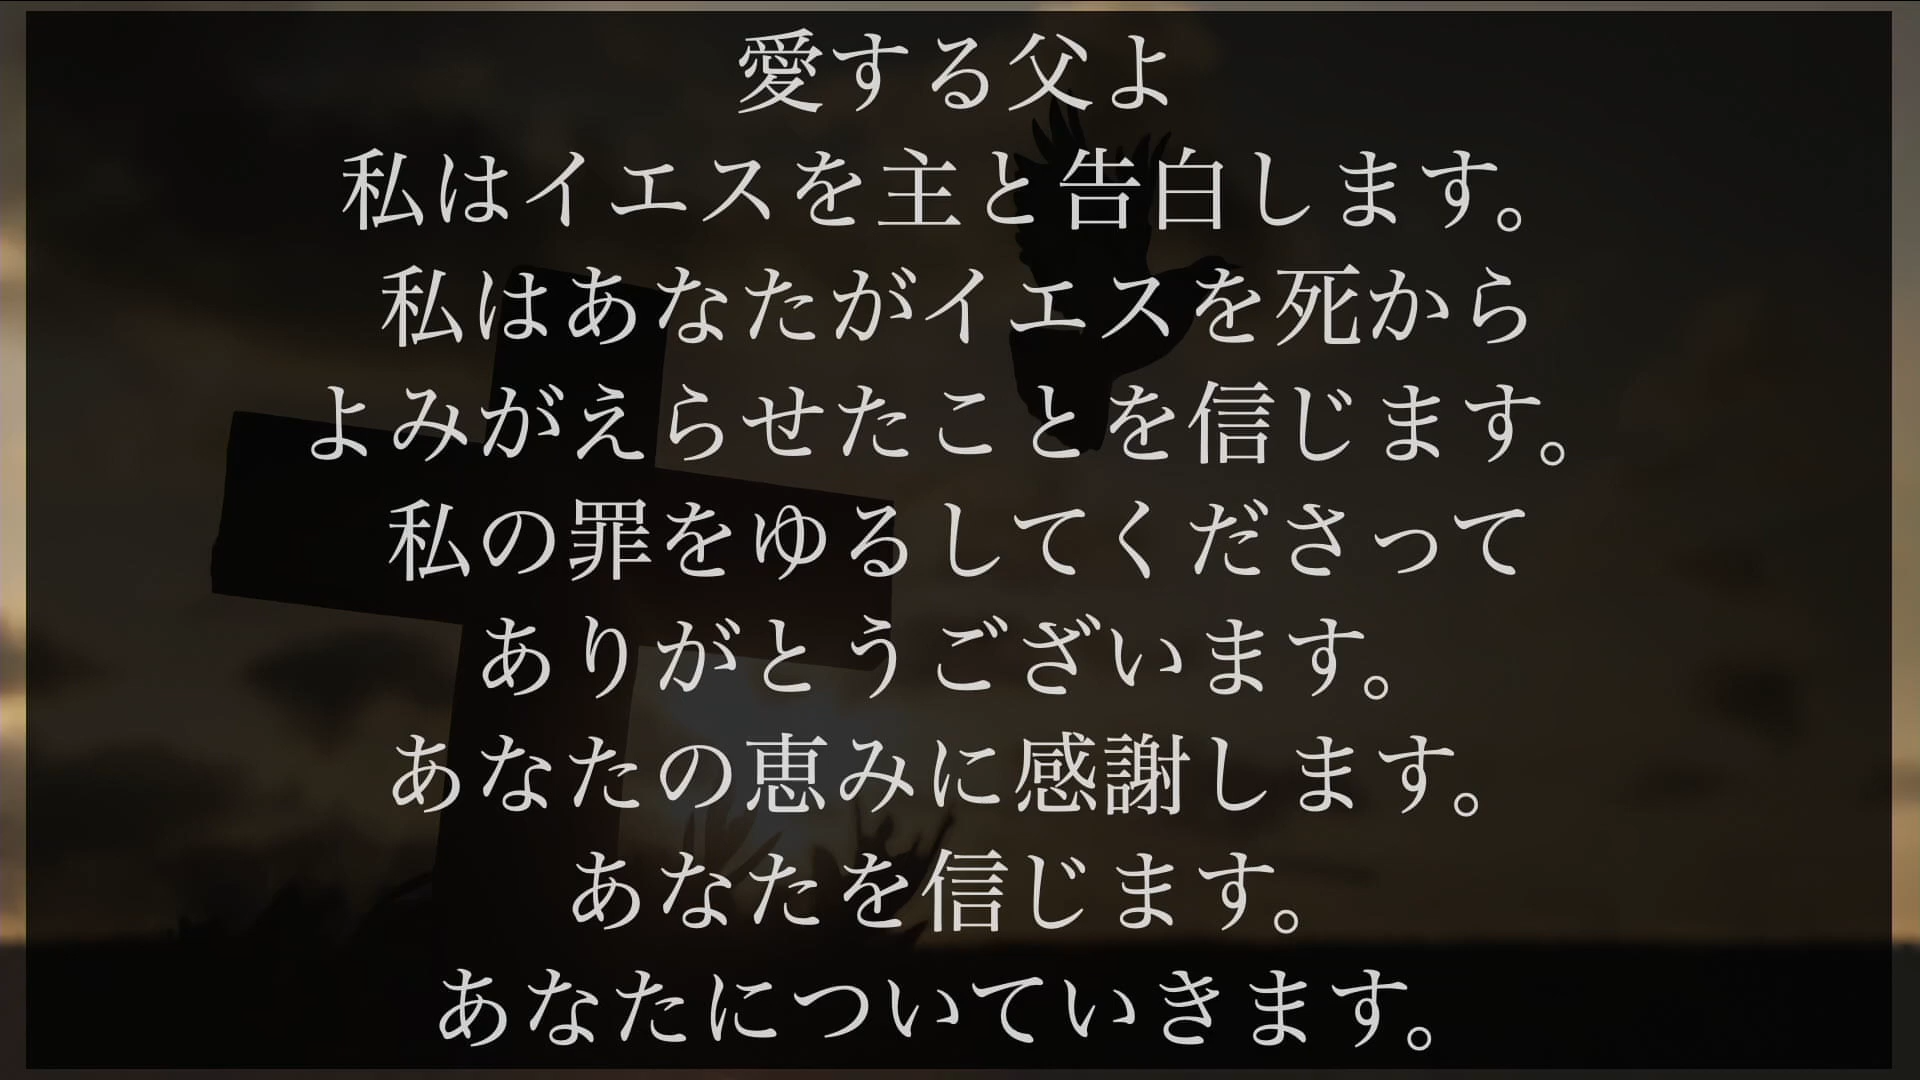 愛する父よ
私はイエスを主と告白します。
私はあなたがイエスを死から
よみがえらせたことを信じます。
私の罪をゆるしてくださって
ありがとうございます。
あなたの恵みに感謝します。
あなたを信じます。
あなたについていきます。